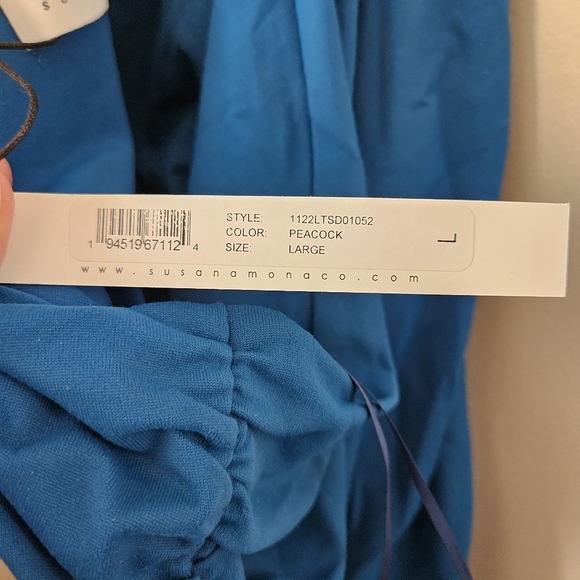 STYLE: 1122LTSD01052
COLOR: PEACOCK
SIZE: LARGE
L
1 94519 67112 4
www.susanamonaco.com